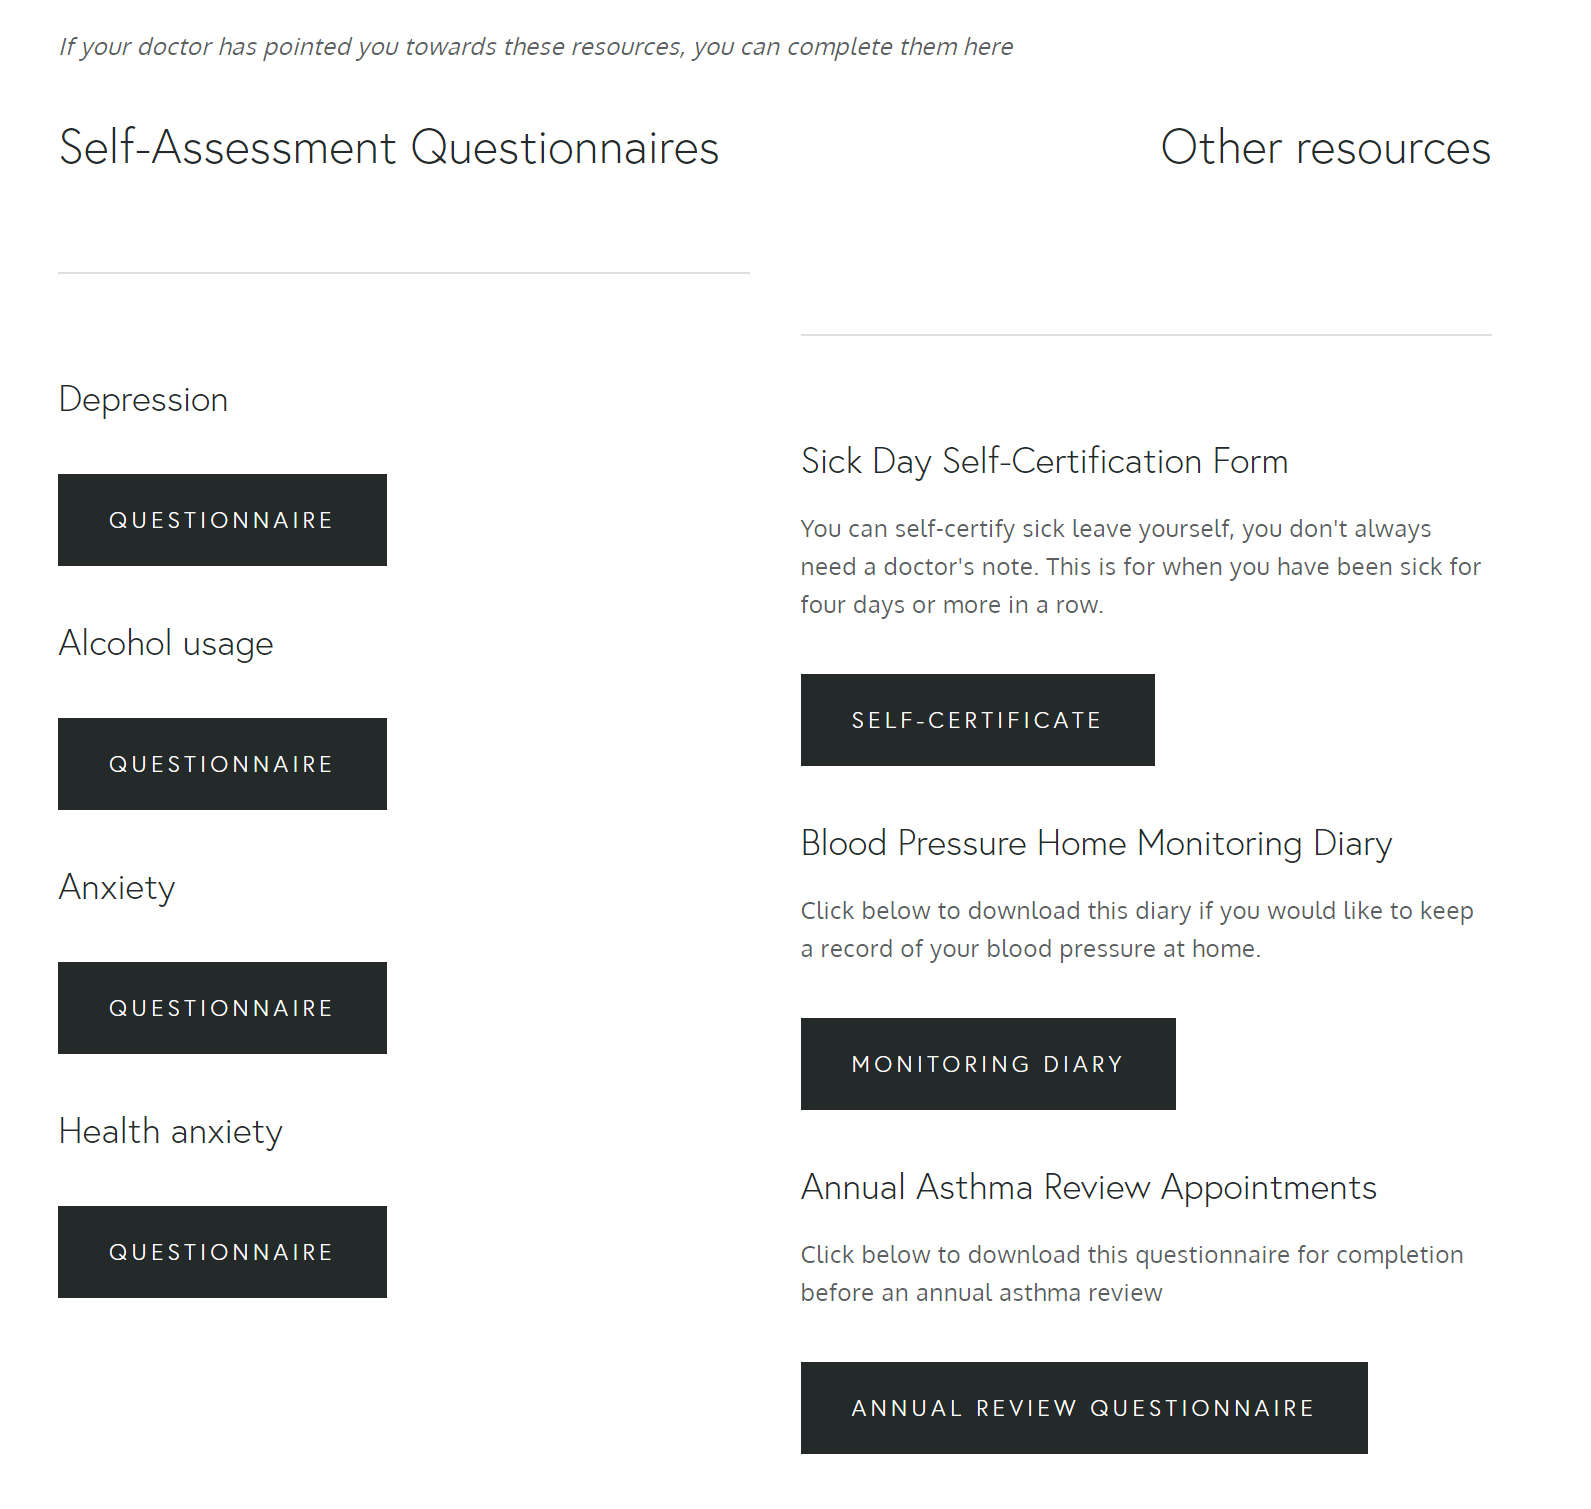 If your doctor has pointed you towards these resources, you can complete them here
Self-Assessment Questionnaires
Depression
QUESTIONNAIRE
Alcohol usage
QUESTIONNAIRE
Anxiety
QUESTIONNAIRE
Health anxiety
QUESTIONNAIRE
Other resources
Sick Day Self-Certification Form
You can self-certify sick leave yourself, you don't always
need a doctor's note. This is for when you have been sick for
four days or more in a row.
SELF-CERTIFICATE
Blood Pressure Home Monitoring Diary
Click below to download this diary if you would like to keep
a record of your blood pressure at home.
MONITORING DIARY
Annual Asthma Review Appointments
Click below to download this questionnaire for completion
before an annual asthma review
ANNUAL REVIEW QUESTIONNAIRE